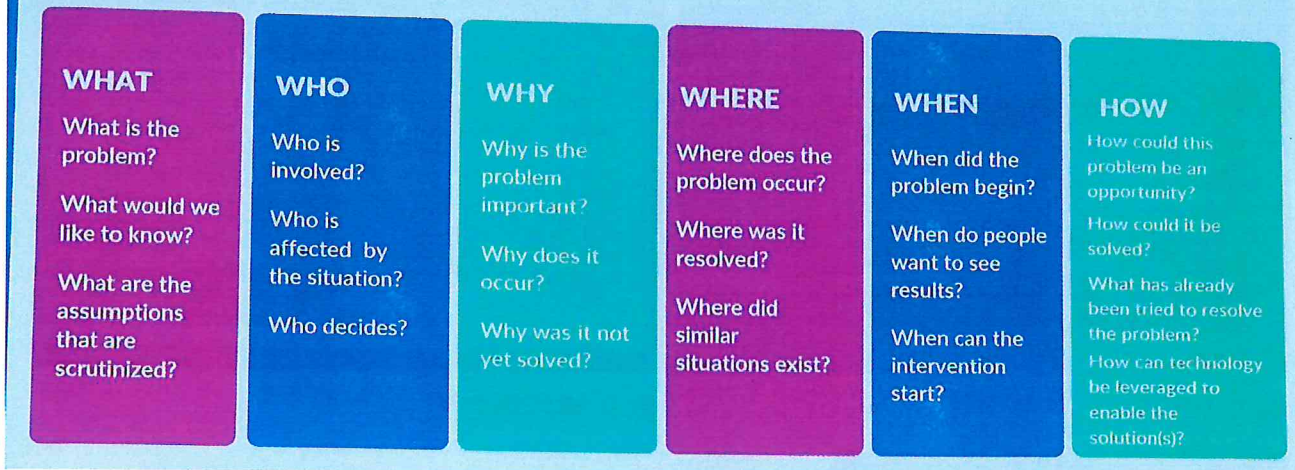 WHAT
What is the
problem?
What would we
like to know?
What are the
assumptions
that are
scrutinized?
WHO
Who is
involved?
Who is
affected by
the situation?
Who decides?
WHY
Why is the
problem
important?
Why does it
occur?
Why was it not
yet solved?
WHERE
Where does the
problem occur?
Where was it
resolved?
Where did
similar
situations exist?
WHEN
When did the
problem begin?
When do people
want to see
results?
When can the
intervention
start?
HOW
How could this
problem be an
opportunity?
How could it be
solved?
What has already
been tried to resolve
the problem?
How can technology
be leveraged to
enable the
solution(s)?